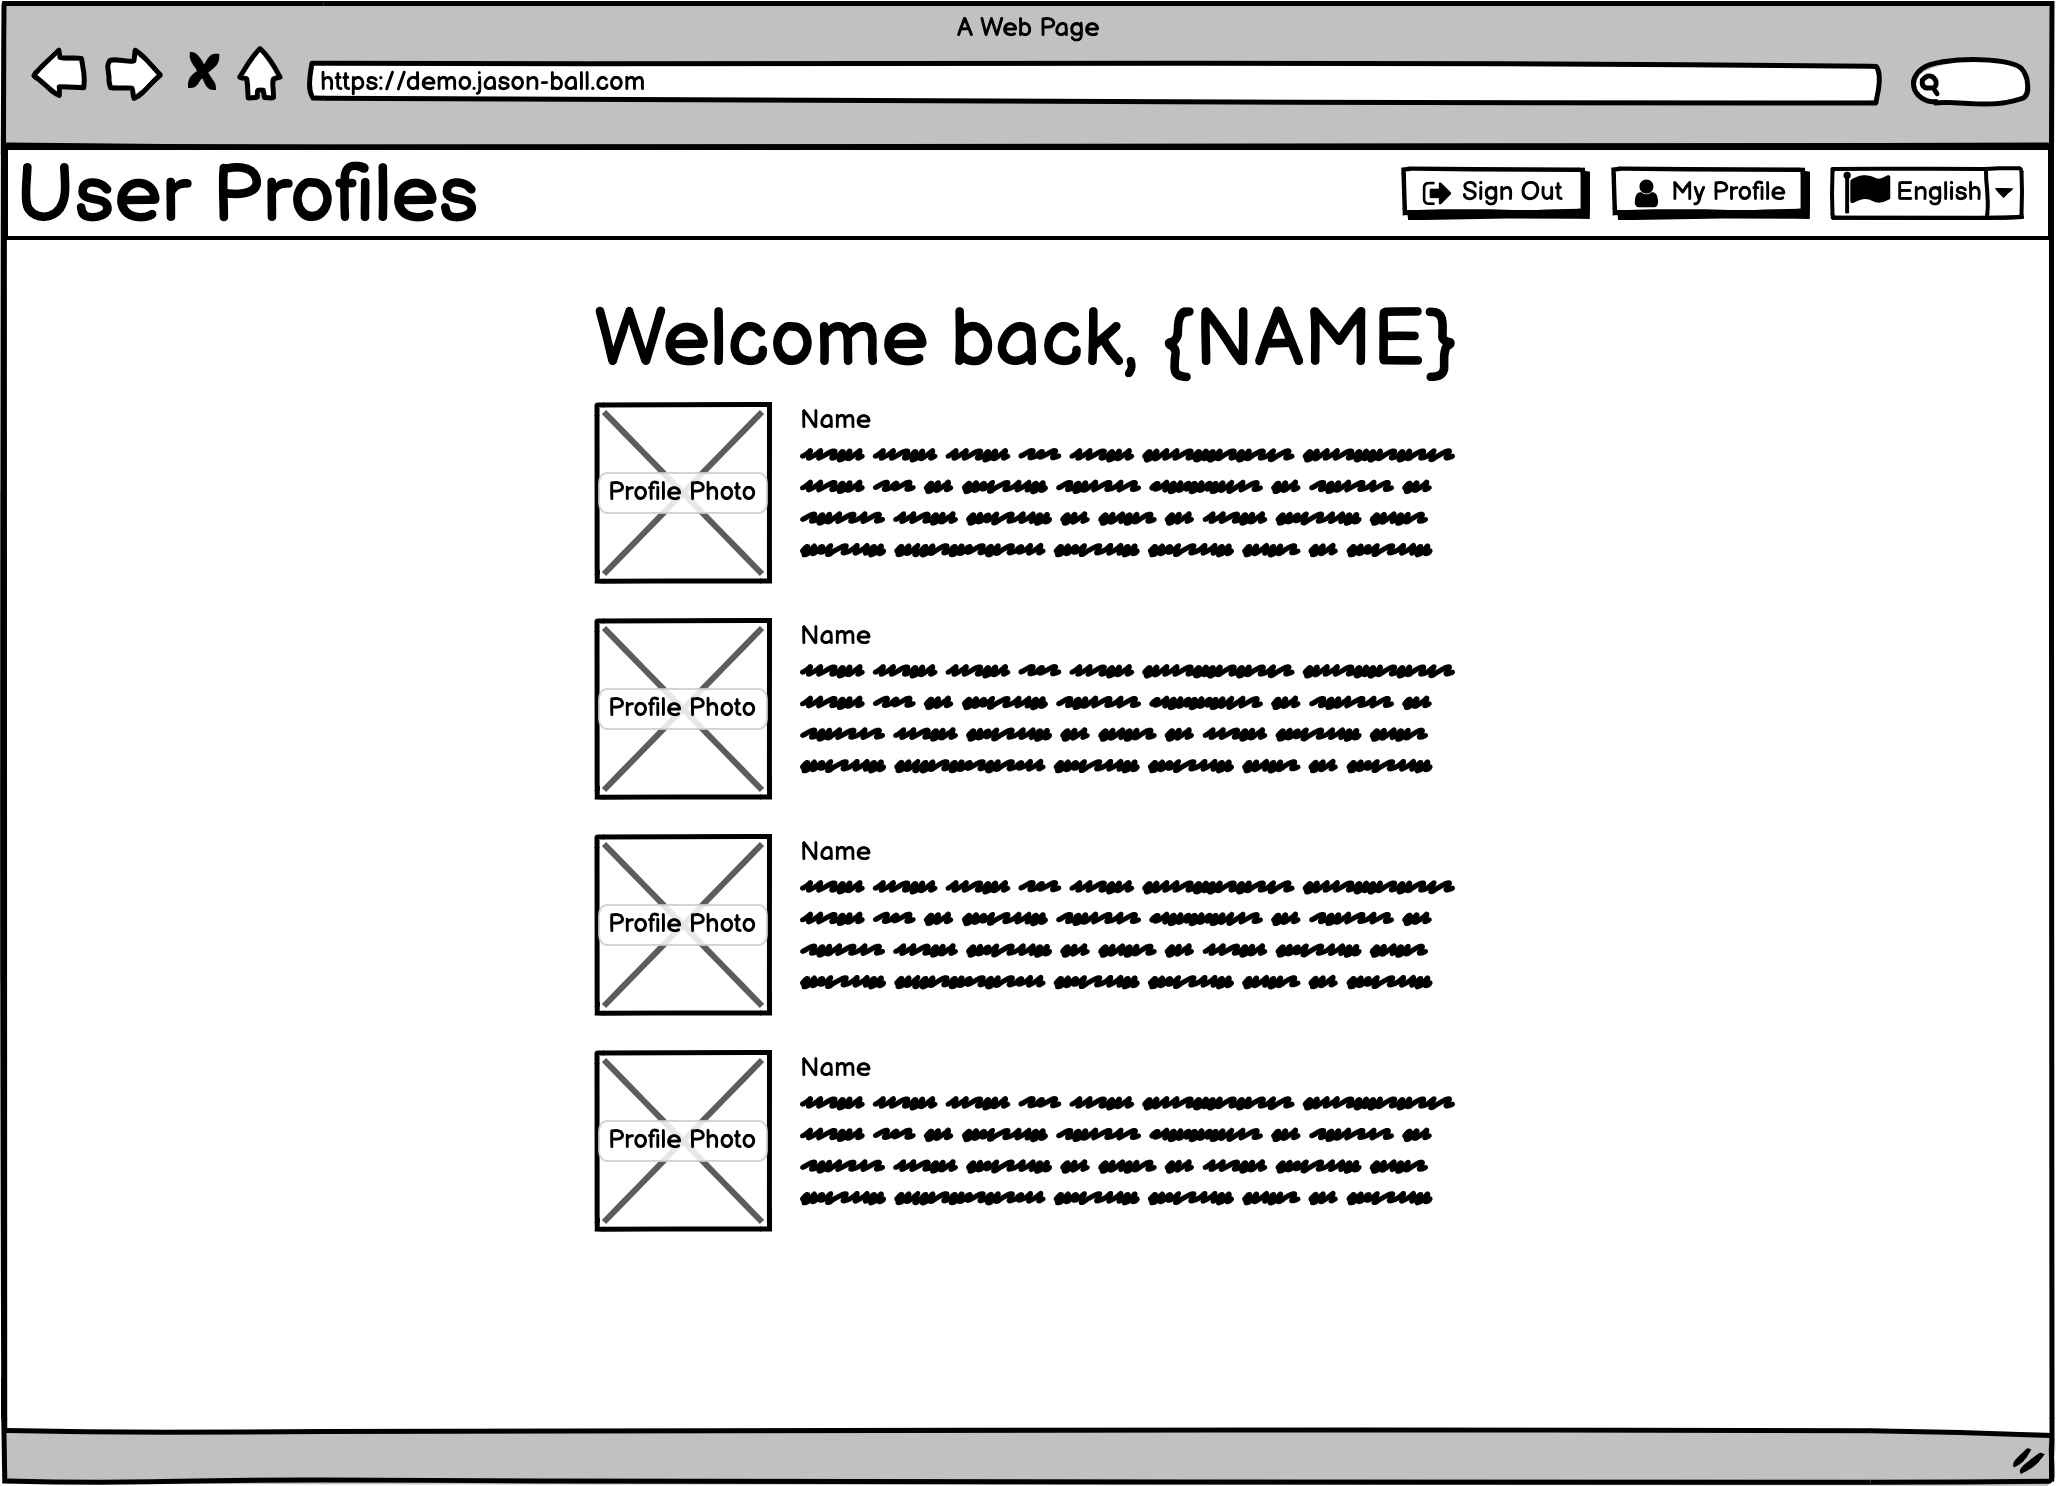 A Web Page
https://demo.jason-ball.com
User Profiles
Sign Out
My Profile
English
Welcome back, {NAME}
Profile Photo
Name
Profile Photo
Name
Profile Photo
Name
Profile Photo
Name